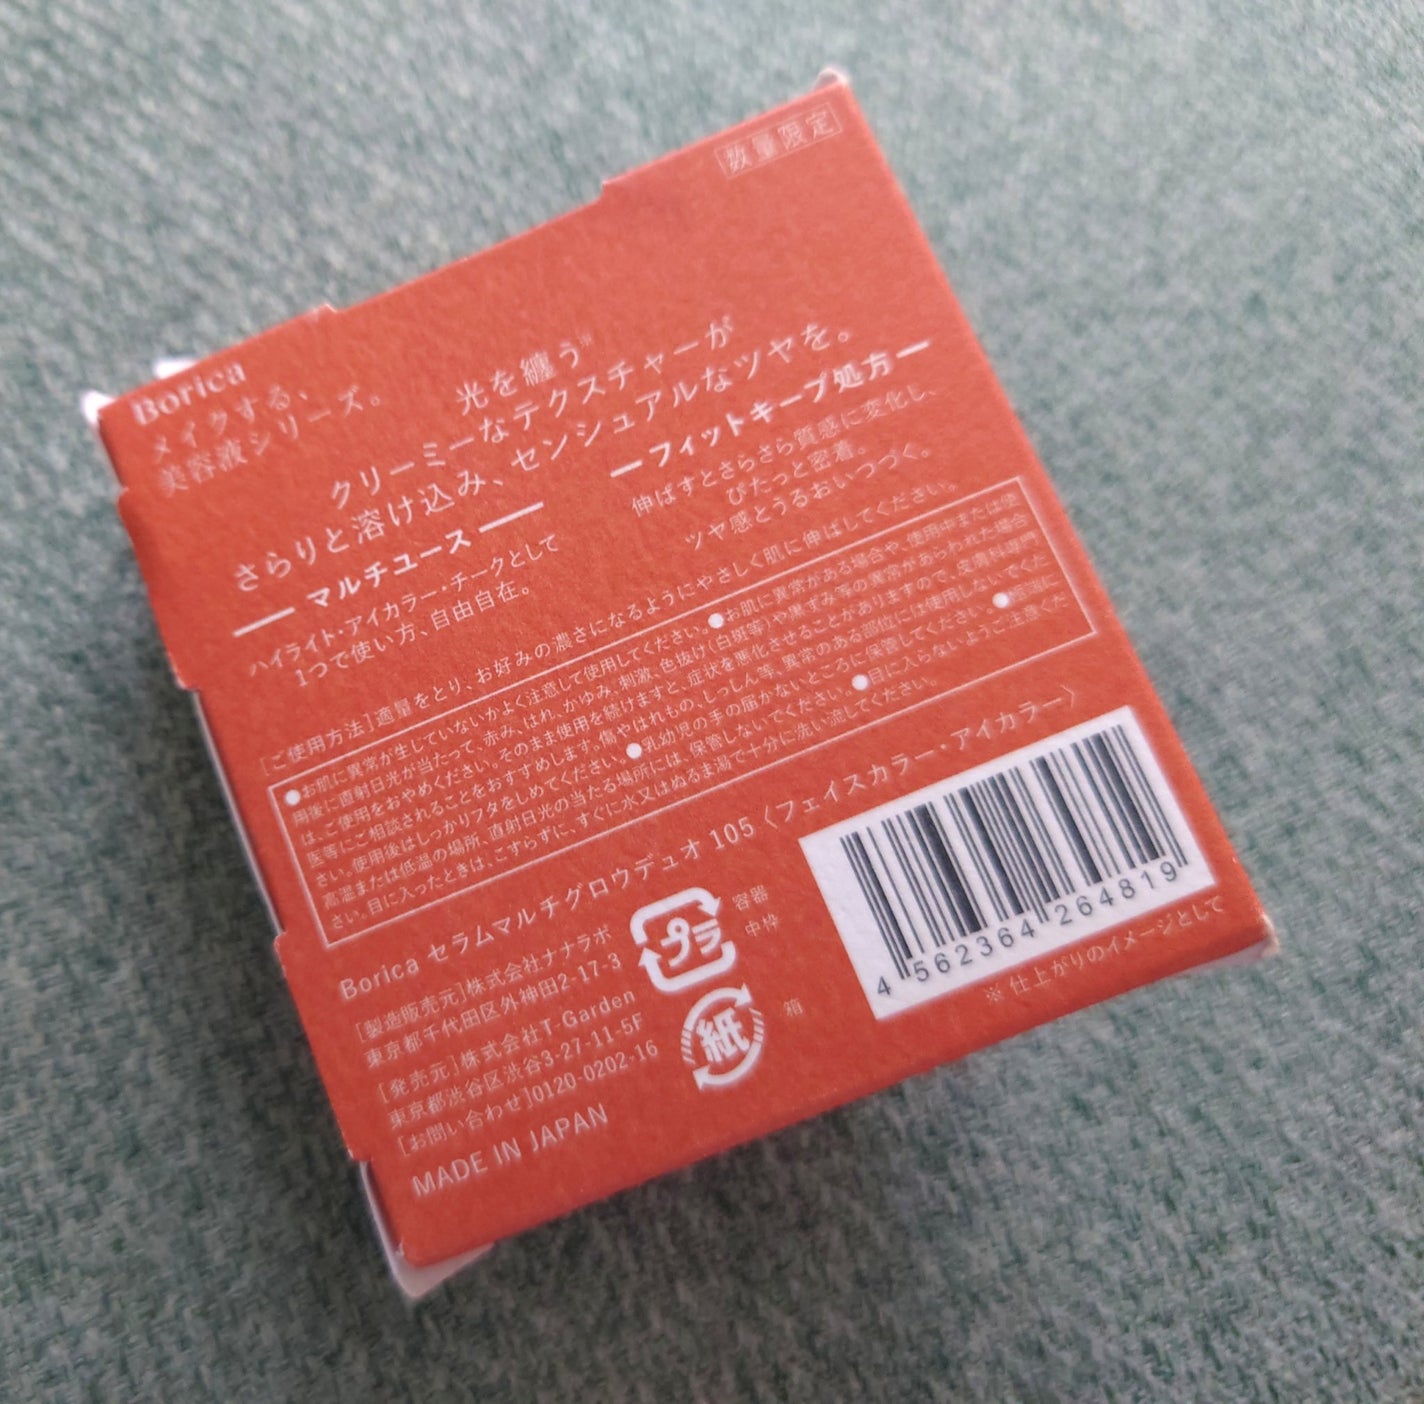 数量限定
Borica
メイクする、
美容液シリーズ。
光を纏う※
クリーミーなテクスチャーが
さらりと溶け込み、センシュアルなツヤを。
マルチユース
ハイライト・アイカラー・チークとして
1つで使い方、自由自在。
フィットキープ処方
伸ばすとさらさら質感に変化し、
ぴたっと密着。
ツヤ感とうるおいつづく。
[ご使用方法]適量をとり、お好みの濃さになるようにやさしく肌に伸ばしてください。
●お肌に異常が生じていないかよく注意して使用してください。●お肌に異常がある場合や、使用中または使
用後に直射日光が当たって、赤み、はれ、かゆみ、刺激、色抜け(白斑等)や黒ずみ等の異常があらわれた場合
は、ご使用をおやめください。そのまま使用を続けますと、症状を悪化させることがありますので、皮膚科専門
医等にご相談されることをおすすめします。傷やはれもの、しっしん等、異常のある部位には使用しないでくだ
さい。使用後はしっかりフタをしめてください。●乳幼児の手の届かないところに保管してください。●極端に
高温または低温の場所、直射日光の当たる場所には、保管しないでください。●目に入らないようご注意くだ
さい。目に入ったときは、こすらずに、すぐに水又はぬるま湯で十分に洗い流してください。
Borica セラムマルチグロウデュオ 105〈フェイスカラー・アイカラー〉
[製造販売元]株式会社ナナラボ
東京都千代田区外神田2-17-3
[発売元]株式会社T-Garden
東京都渋谷区渋谷3-27-11-5F
[お問い合わせ]0120-0202-16
MADE IN JAPAN
プラ
容器
中枠
紙
箱
4 562364 264819
※仕上がりのイメージとして